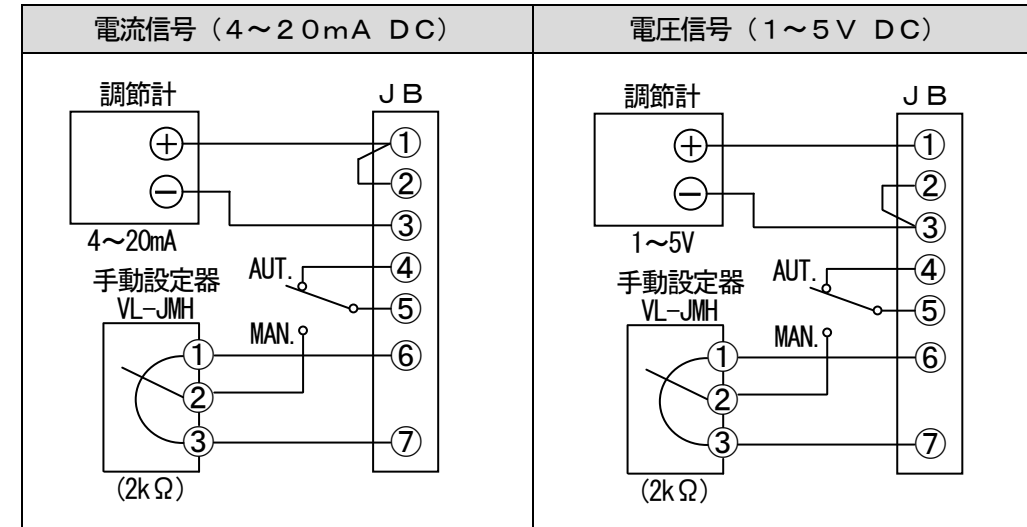 電流信号（４～２０ｍＡ　ＤＣ）
調節計
ＪＢ
＋
－
4～20mA
①
②
③
④
⑤
⑥
⑦
AUT.
MAN.
手動設定器
VL-JMH
①
②
③
(2kΩ)
電圧信号（１～５Ｖ　ＤＣ）
調節計
ＪＢ
＋
－
1～5V
①
②
③
④
⑤
⑥
⑦
AUT.
MAN.
手動設定器
VL-JMH
①
②
③
(2kΩ)